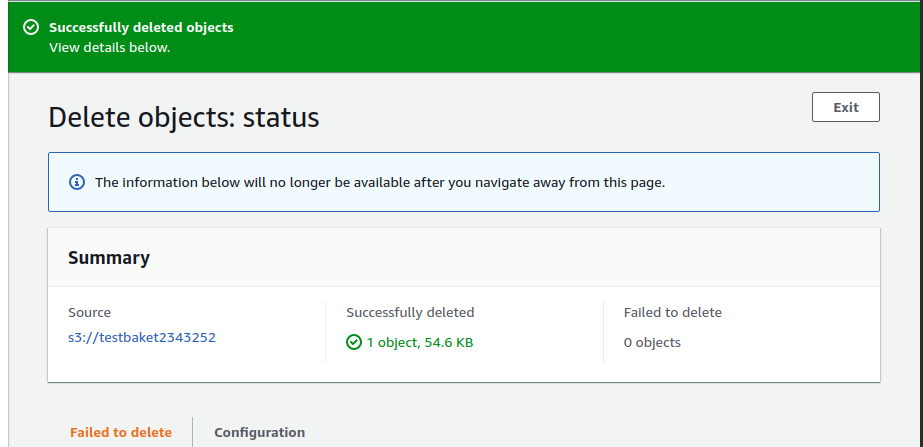 Successfully deleted objects
View details below.
Delete objects: status
Exit
The information below will no longer be available after you navigate away from this page.
Summary
Source
s3://testbaket2343252
Successfully deleted
1 object, 54.6 KB
Failed to delete
0 objects
Failed to delete
Configuration